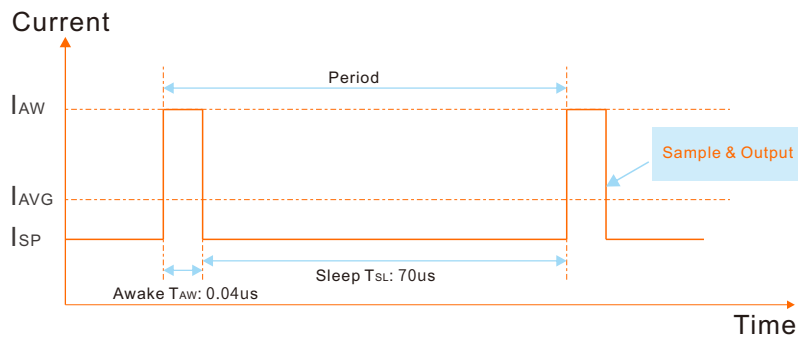 Current
Period
IAW
Sample & Output
IAVG
ISP
Sleep TSL: 70us
Awake TAW: 0.04us
Time